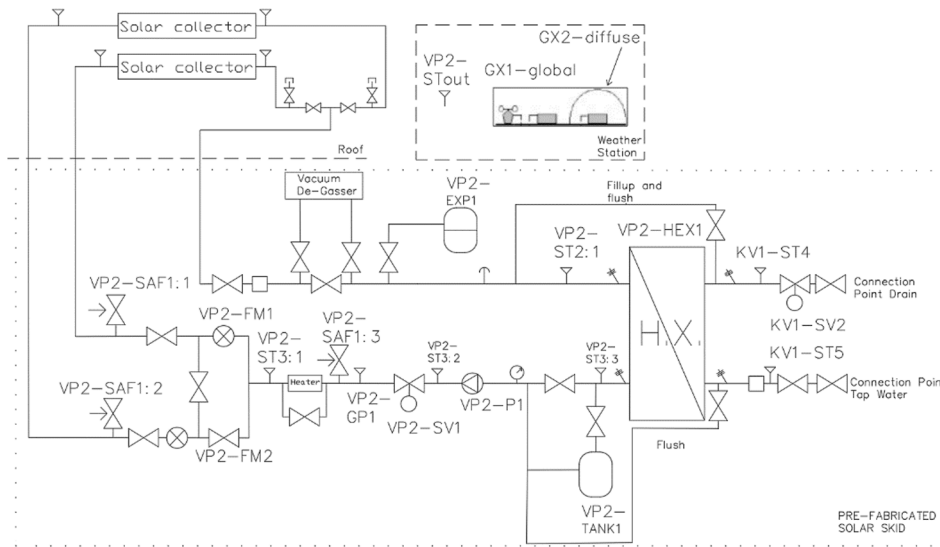 Solar collector
GX2-diffuse
Solar collector
VP2-
STout
GX1-global
Weather
Station
Roof
Vacuum
De-Gasser
VP2-
EXP1
Fillup and
flush
VP2-
ST2:1
VP2-HEX1
KV1-ST4
VP2-SAF1:1
Connection
Point Drain
VP2-FM1
VP2-
ST3:1
VP2-
SAF1:3
H.X.
KV1-SV2
VP2-
ST3:2
VP2-
ST3:3
KV1-ST5
VP2-SAF1:2
Heater
Connection Poin
Tap Water
VP2-
GP1
VP2-P1
VP2-SV1
VP2-FM2
Flush
VP2-
TANK1
PRE-FABRICATED
SOLAR SKID